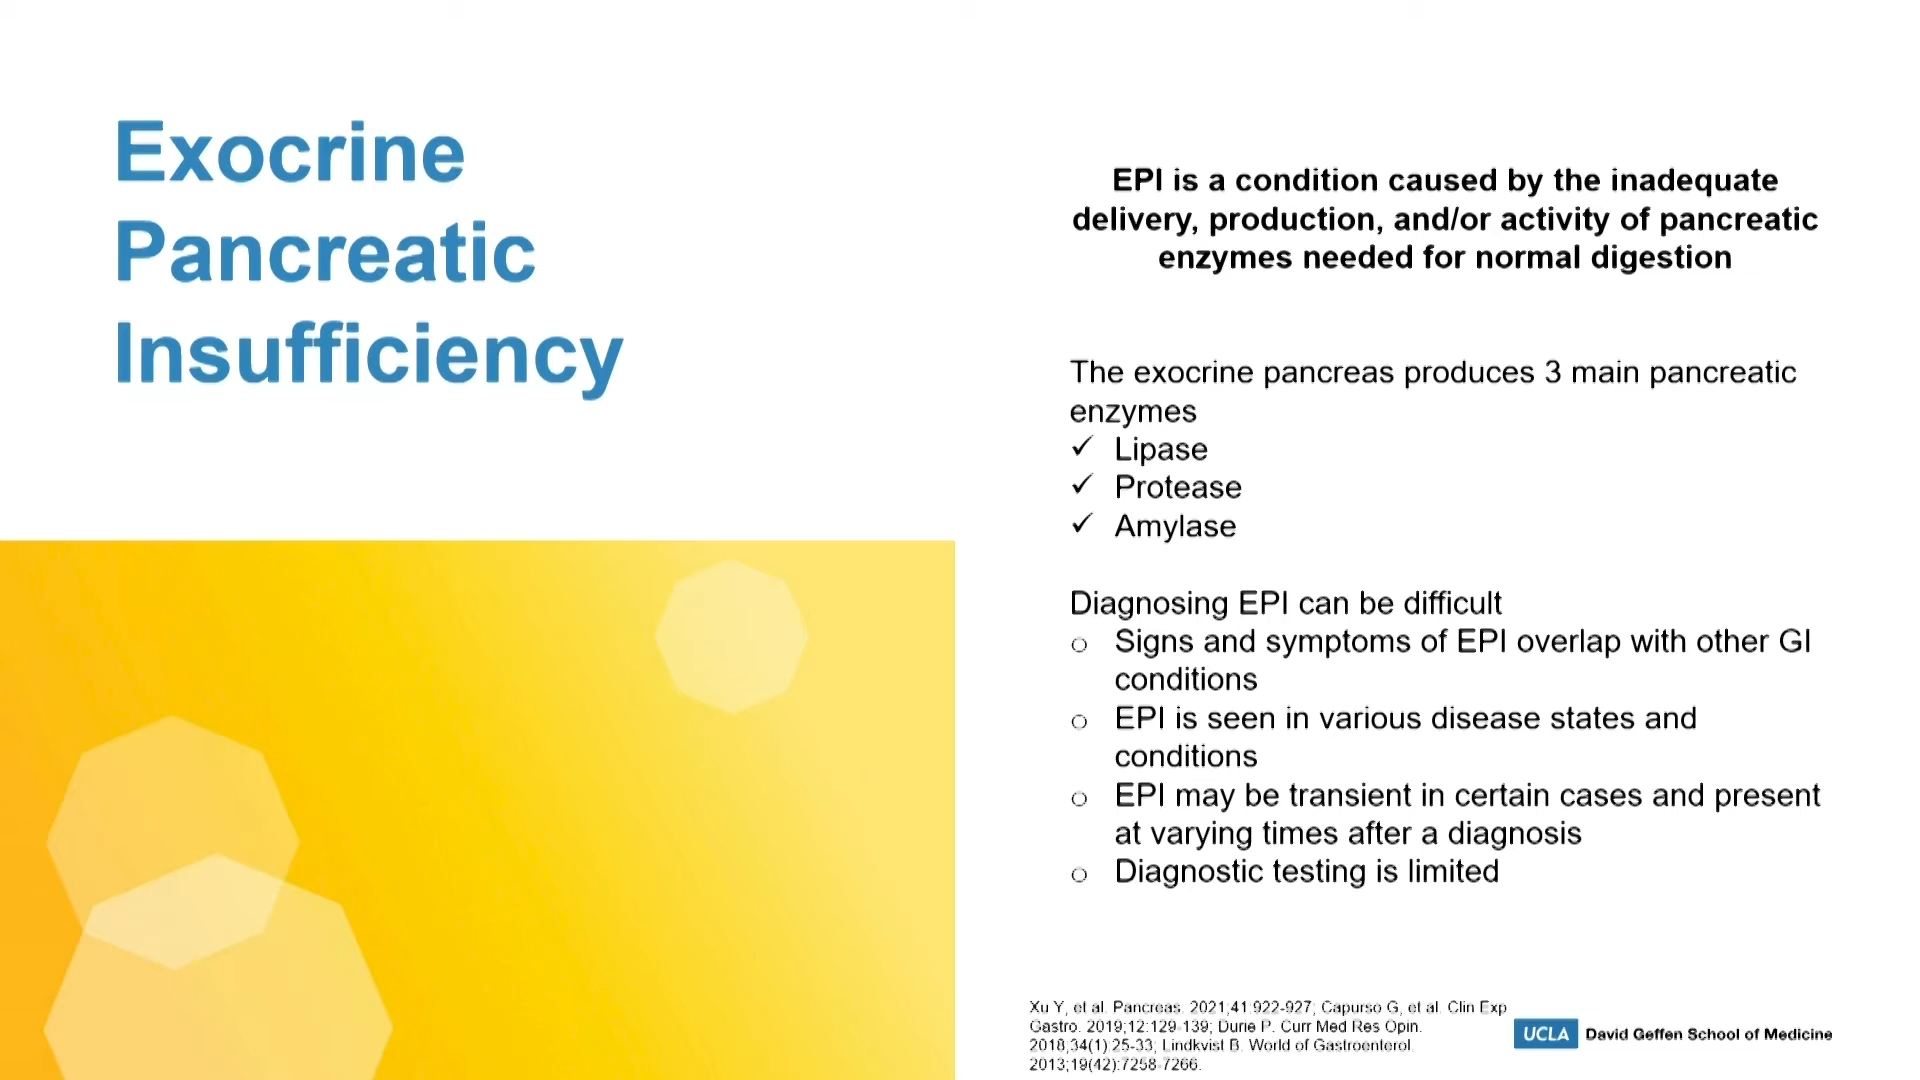 Exocrine
Pancreatic
Insufficiency
EPI is a condition caused by the inadequate
delivery, production, and/or activity of pancreatic
enzymes needed for normal digestion
The exocrine pancreas produces 3 main pancreatic
enzymes
✓ Lipase
✓ Protease
✓ Amylase
Diagnosing EPI can be difficult
o Signs and symptoms of EPI overlap with other GI
conditions
o EPI is seen in various disease states and
conditions
o EPI may be transient in certain cases and present
at varying times after a diagnosis
o Diagnostic testing is limited
Xu Y, et al. Pancreas. 2021;41:922-927; Capurso G, et al. Clin Exp
Gastro. 2019;12:129-139; Durie P. Curr Med Res Opin.
2018;34(1):25-33; Lindkvist B. World of Gastroenterol.
2013;19(42):7258-7266.
UCLA David Geffen School of Medicine